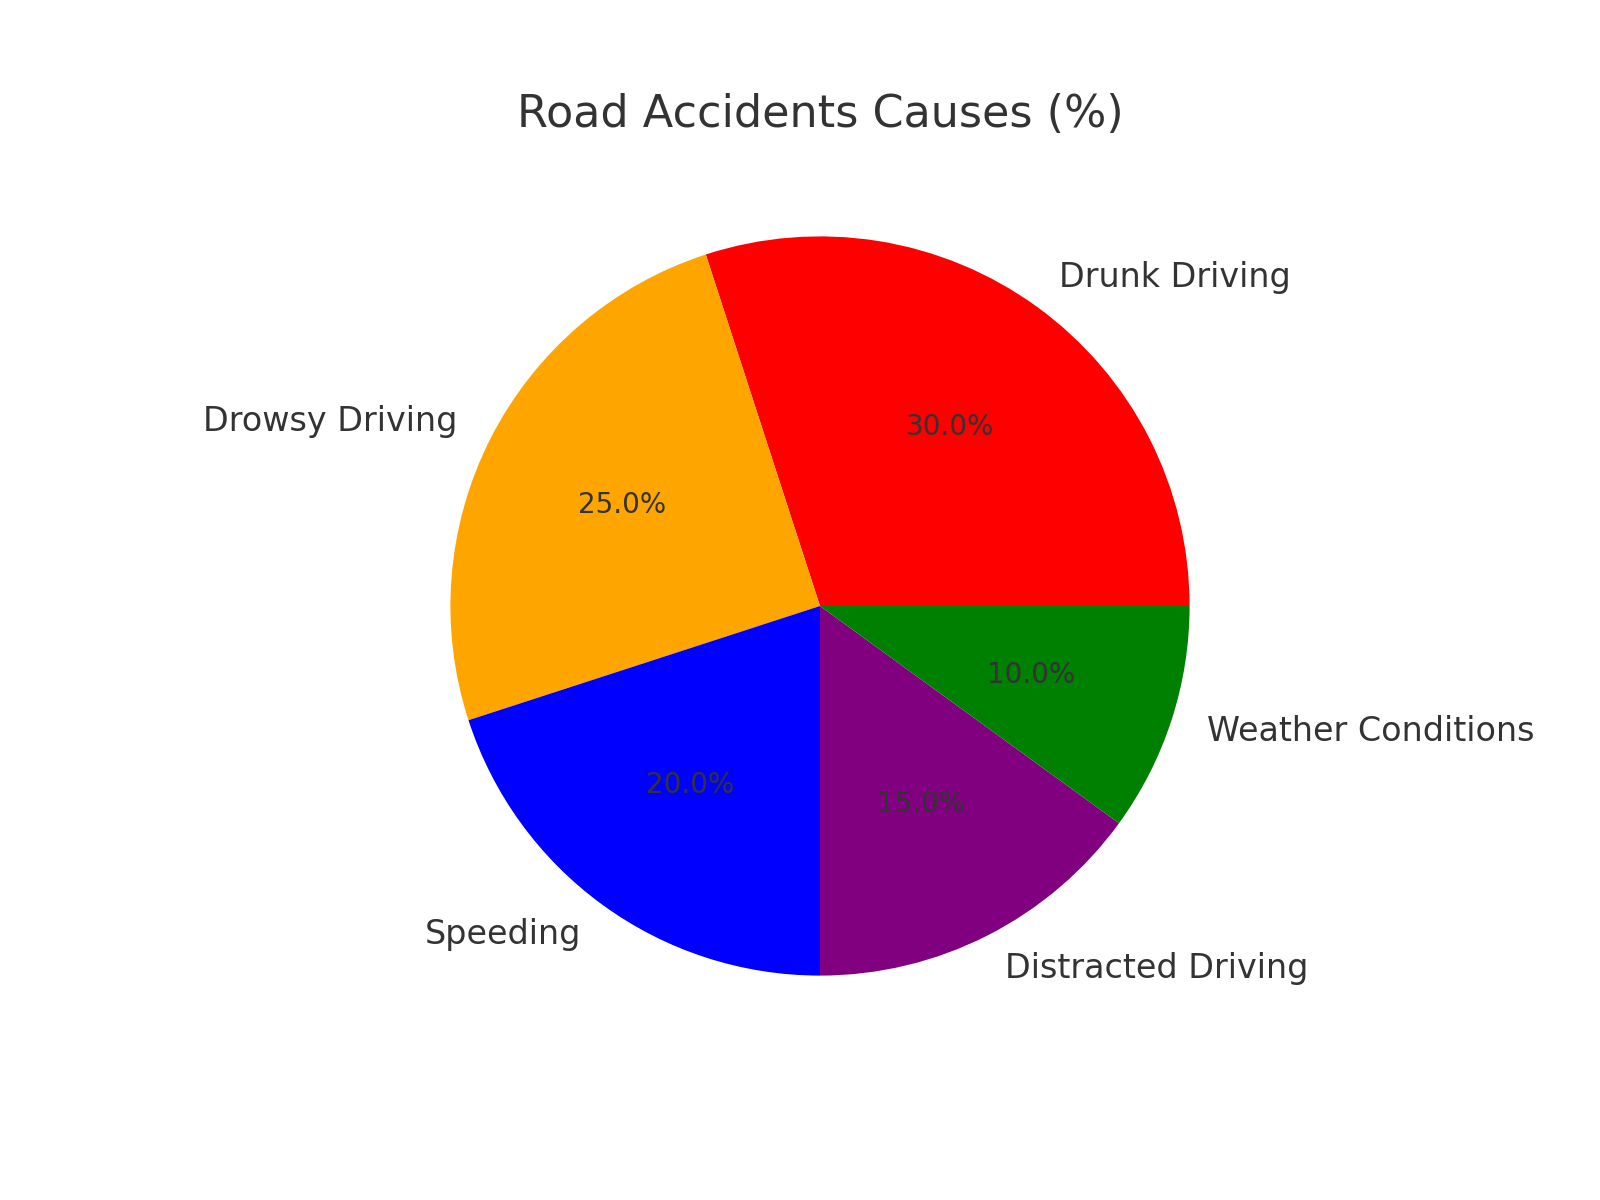 Road Accidents Causes (%)
Drunk Driving
30.0%
Drowsy Driving
25.0%
Speeding
20.0%
Distracted Driving
15.0%
Weather Conditions
10.0%